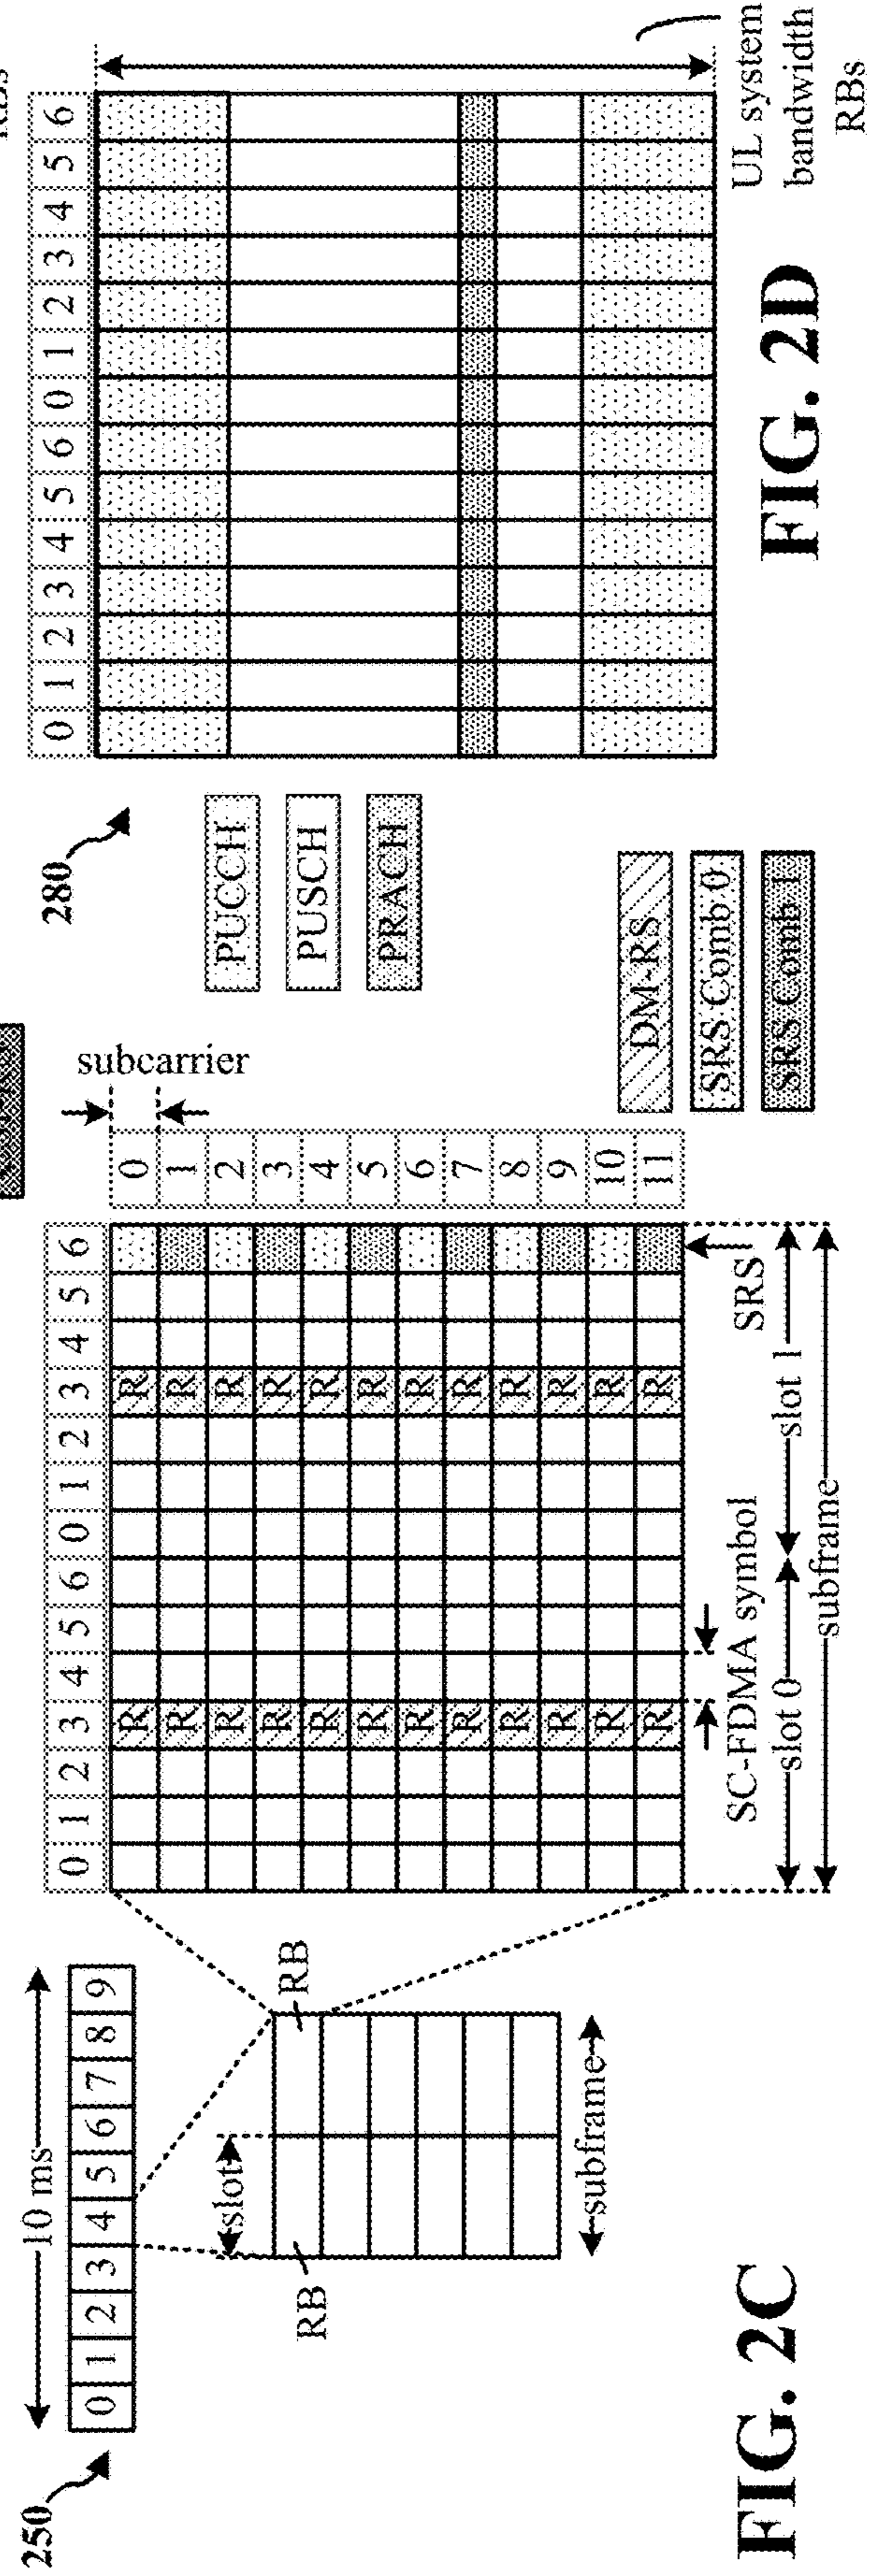 250
10 ms
0 1 2 3 4 5 6 7 8 9
slot
RB
RB
subframe
FIG. 2C
0 1 2 3 4 5 6 0 1 2 3 4 5 6
R R
R R
R R
R R
R R
R R
R R
R R
R R
R R
R R
R R
subcarrier
0
1
2
3
4
5
6
7
8
9
10
11
SC-FDMA symbol
SRS
slot 0
slot 1
subframe
DM-RS
SRS Comb 0
SRS Comb 1
280
PUCCH
PUSCH
PRACH
0 1 2 3 4 5 6 0 1 2 3 4 5 6
UL system
bandwidth
RBs
FIG. 2D